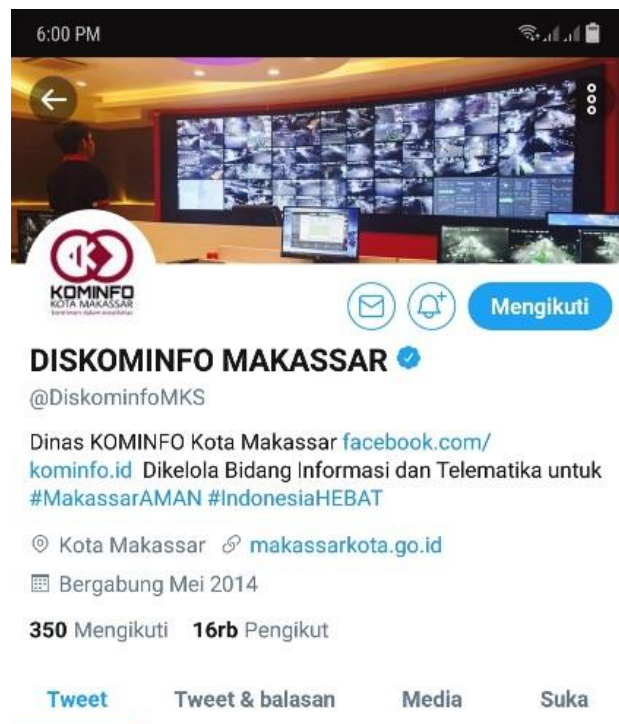 6:00 PM
KOMINFO
KOTA MAKASSAR
Mengikuti
DISKOMINFO MAKASSAR
@DiskominfoMKS
Dinas KOMINFO Kota Makassar facebook.com/
kominfo.id Dikelola Bidang Informasi dan Telematika untuk
#MakassarAMAN #IndonesiaHEBAT
Kota Makassar makassarkota.go.id
Bergabung Mei 2014
350 Mengikuti 16rb Pengikut
Tweet Tweet & balasan Media Suka